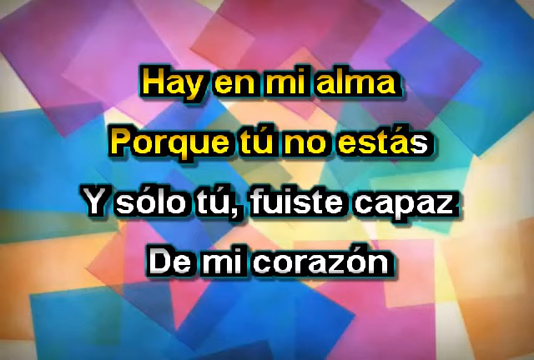 Hay en mi alma
Porque tú no estás
Y sólo tú, fuiste capaz
De mi corazón